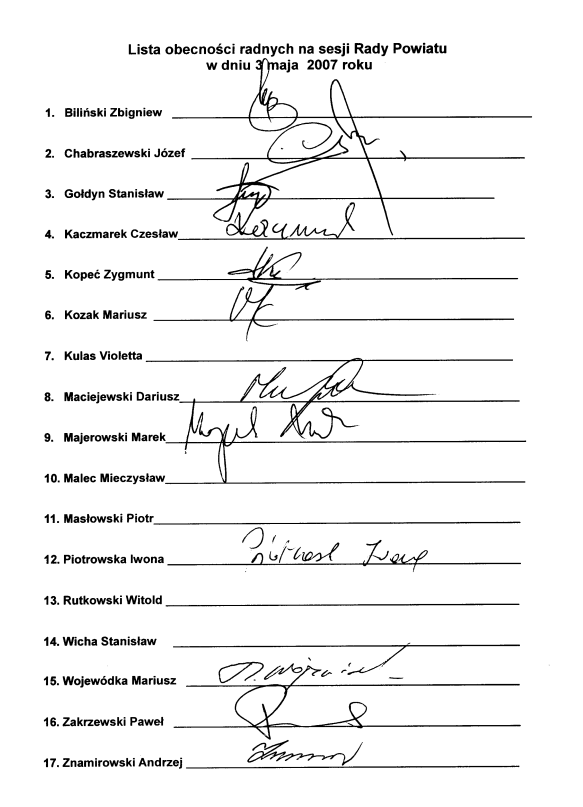 Lista obecności radnych na sesji Rady Powiatu
w dniu 3 maja 2007 roku
1. Biliński Zbigniew
2. Chabraszewski Józef
3. Gołdyn Stanisław
4. Kaczmarek Czesław
5. Kopeć Zygmunt
6. Kozak Mariusz
7. Kulas Violetta
8. Maciejewski Dariusz
9. Majerowski Marek
10. Malec Mieczysław
11. Masłowski Piotr
12. Piotrowska Iwona
13. Rutkowski Witold
14. Wicha Stanisław
15. Wojewódka Mariusz
16. Zakrzewski Paweł
17. Znamirowski Andrzej